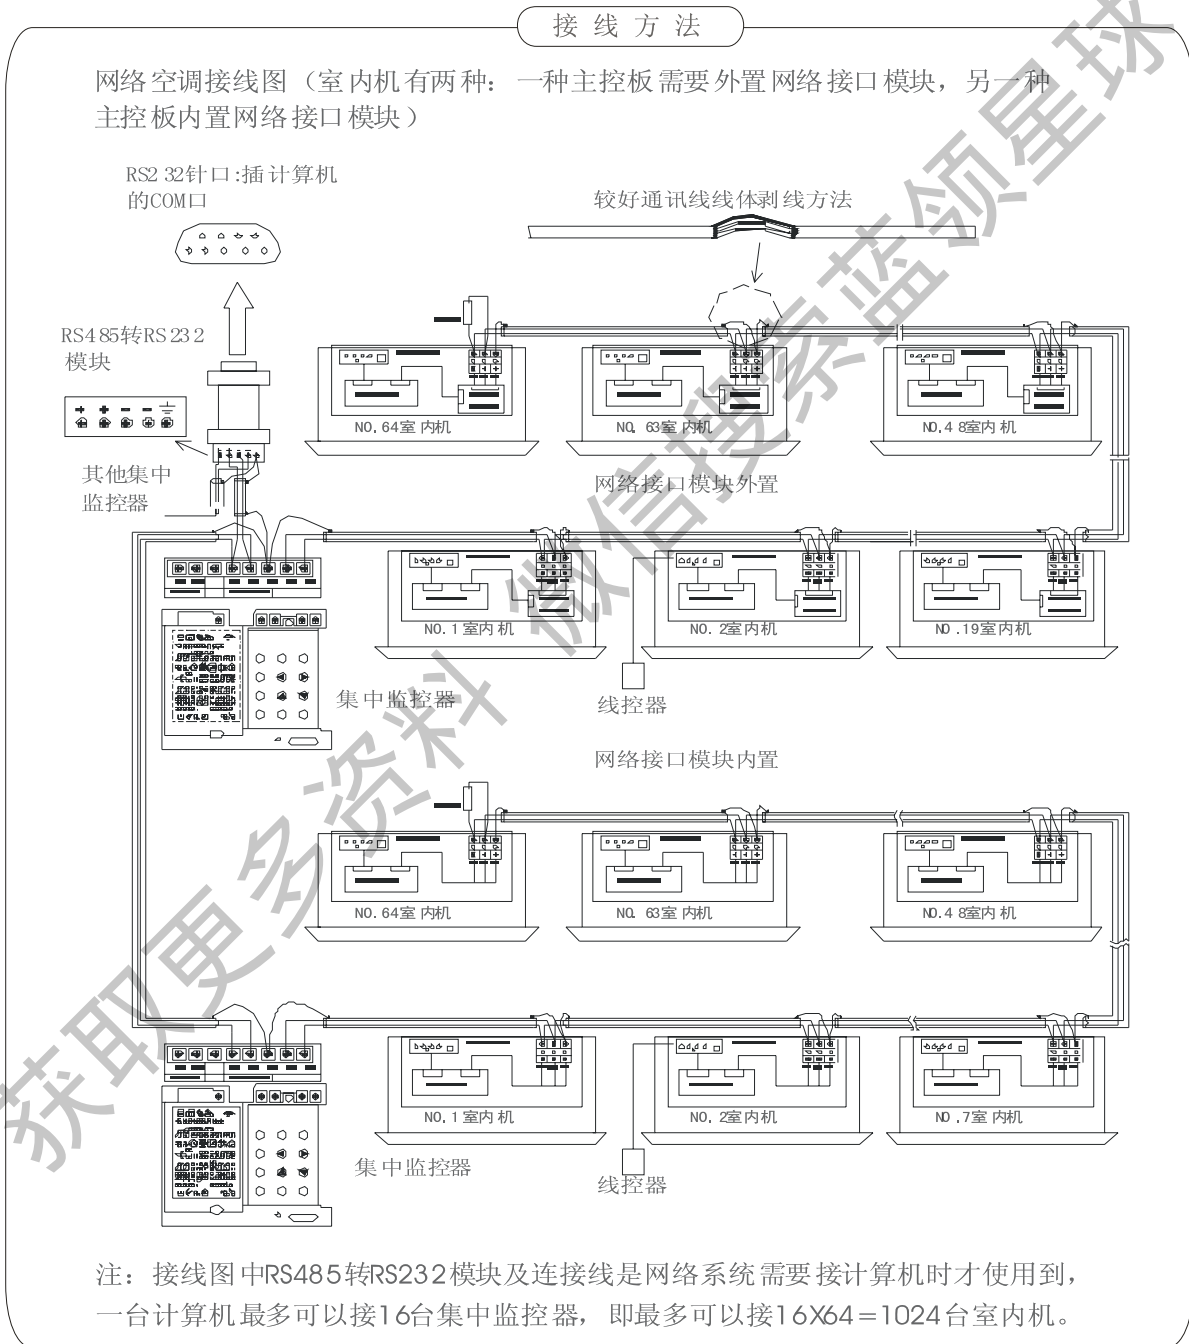 接线方法
网络空调接线图（室内机有两种：一种主控板需要外置网络接口模块，另一种
主控板内置网络接口模块）
RS232针口:插计算机
的COM口
较好通讯线线体剥线方法
RS485转RS232
模块
+ + - -
NO.64室内机
NO.63室内机
NO.48室内机
其他集中
监控器
网络接口模块外置
NO.1室内机
NO.2室内机
NO.19室内机
集中监控器
线控器
网络接口模块内置
NO.64室内机
NO.63室内机
NO.48室内机
NO.1室内机
NO.2室内机
NO.7室内机
集中监控器
线控器
注：接线图中RS485转RS232模块及连接线是网络系统需要接计算机时才使用到，
一台计算机最多可以接16台集中监控器，即最多可以接16X64=1024台室内机。
获取更多资料 微信搜索蓝领星球